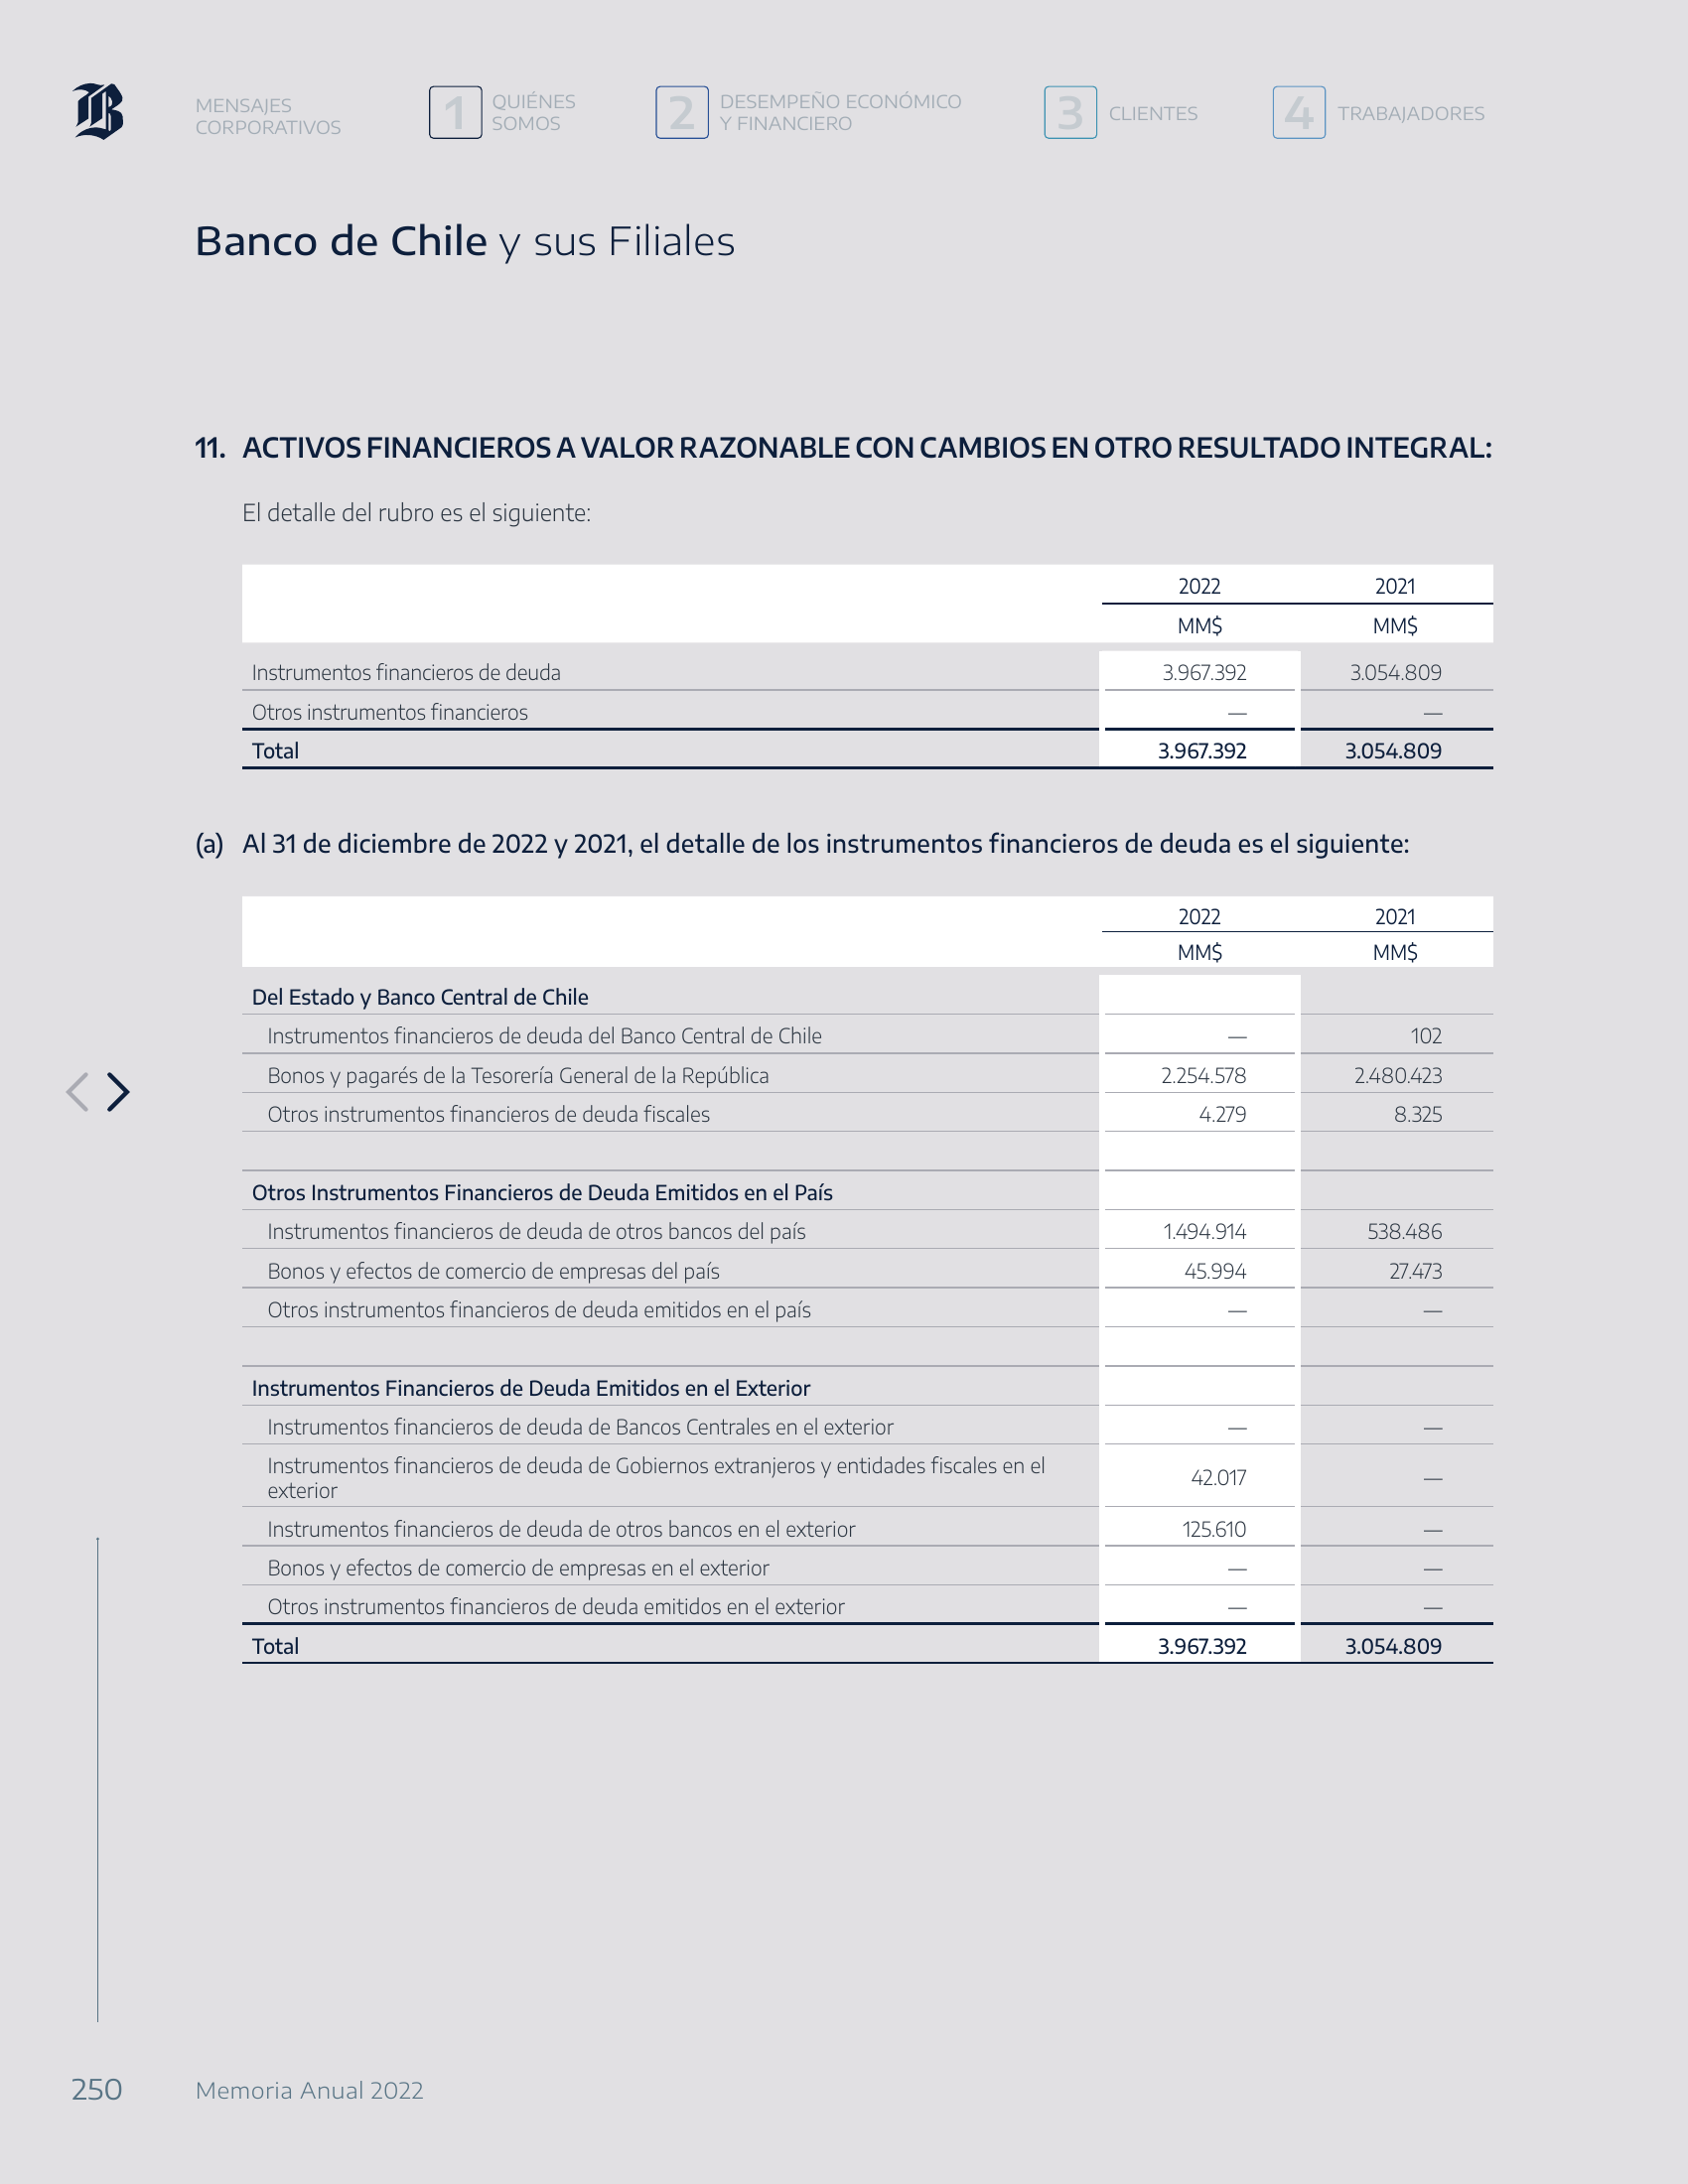 B
MENSAJES
CORPORATIVOS
1
QUIÉNES
SOMOS
2
DESEMPEÑO ECONÓMICO
Y FINANCIERO
3
CLIENTES
4
TRABAJADORES
Banco de Chile y sus Filiales
11. ACTIVOS FINANCIEROS A VALOR RAZONABLE CON CAMBIOS EN OTRO RESULTADO INTEGRAL:
El detalle del rubro es el siguiente:
2022 2021
MM$ MM$
Instrumentos financieros de deuda 3.967.392 3.054.809
Otros instrumentos financieros — —
Total 3.967.392 3.054.809
(a) Al 31 de diciembre de 2022 y 2021, el detalle de los instrumentos financieros de deuda es el siguiente:
2022 2021
MM$ MM$
Del Estado y Banco Central de Chile
Instrumentos financieros de deuda del Banco Central de Chile — 102
Bonos y pagarés de la Tesorería General de la República 2.254.578 2.480.423
Otros instrumentos financieros de deuda fiscales 4.279 8.325
Otros Instrumentos Financieros de Deuda Emitidos en el País
Instrumentos financieros de deuda de otros bancos del país 1.494.914 538.486
Bonos y efectos de comercio de empresas del país 45.994 27.473
Otros instrumentos financieros de deuda emitidos en el país — —
Instrumentos Financieros de Deuda Emitidos en el Exterior
Instrumentos financieros de deuda de Bancos Centrales en el exterior — —
Instrumentos financieros de deuda de Gobiernos extranjeros y entidades fiscales en el
exterior 42.017 —
Instrumentos financieros de deuda de otros bancos en el exterior 125.610 —
Bonos y efectos de comercio de empresas en el exterior — —
Otros instrumentos financieros de deuda emitidos en el exterior — —
Total 3.967.392 3.054.809
250 Memoria Anual 2022